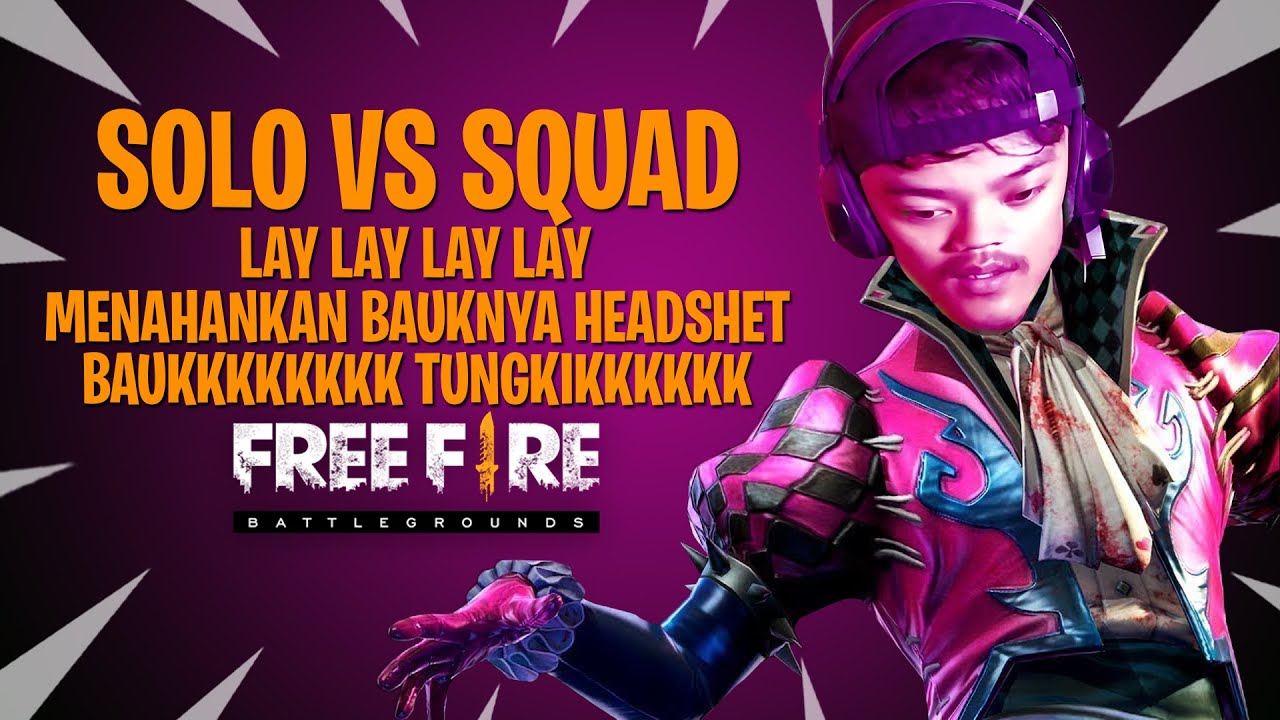 SOLO VS SQUAD
LAY LAY LAY LAY
MENAHANKAN BAUKNYA HEADSHET
BAUKKKKKKKK TUNGKIKKKKKK
FREE FIRE
BATTLEGROUNDS